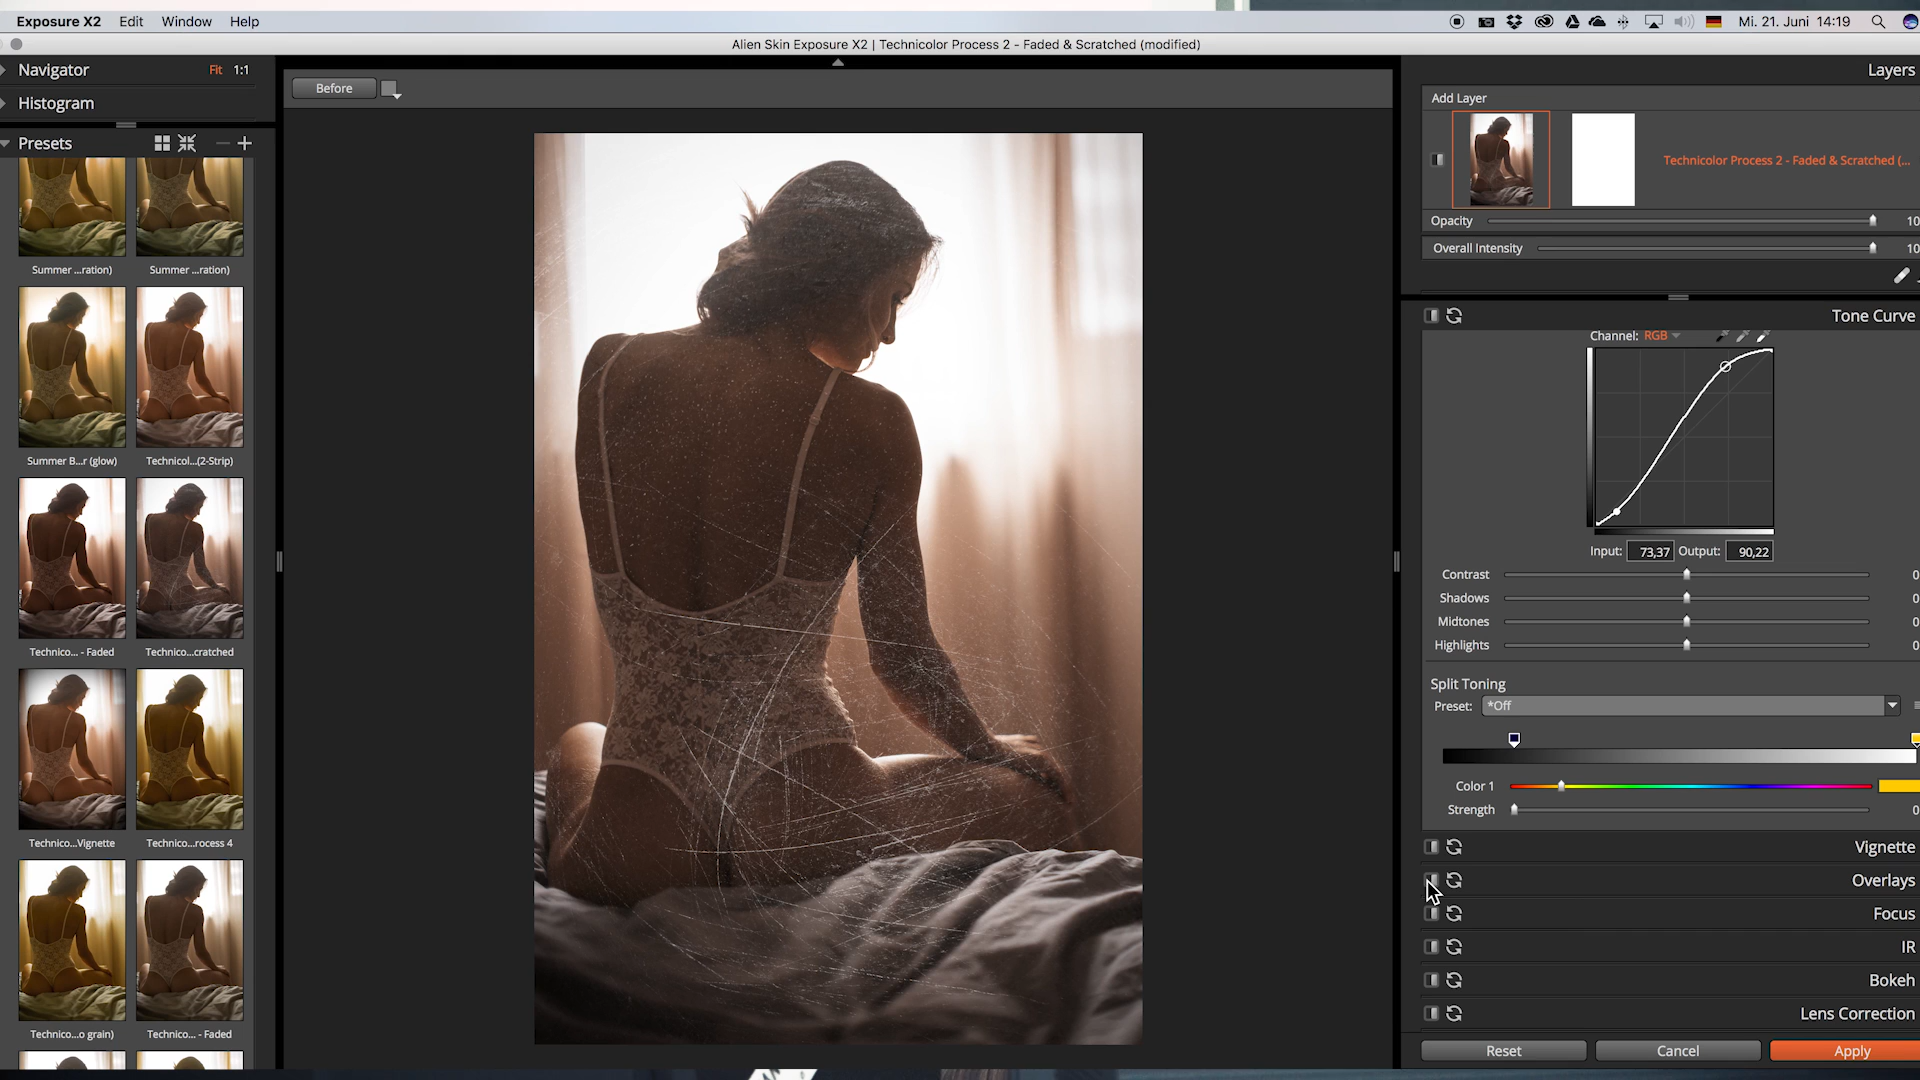 Exposure X2 Edit Window Help Mi. 21. Juni 14:19
Alien Skin Exposure X2 | Technicolor Process 2 - Faded & Scratched (modified)
Navigator Fit 1:1
Histogram
Presets
Summer ...ration) Summer ...ration)
Summer B...r (glow) Technicol...(2-Strip)
Technico... - Faded Technico...cratched
Technico...Vignette Technico...rocess 4
Technico...o grain) Technico... - Faded
Before
Layers
Add Layer
Technicolor Process 2 - Faded & Scratched (...
Opacity 10
Overall Intensity 10
Tone Curve
Channel: RGB
Input: 73,37 Output: 90,22
Contrast 0
Shadows 0
Midtones 0
Highlights 0
Split Toning
Preset: *Off
Color 1
Strength 0
Vignette
Overlays
Focus
IR
Bokeh
Lens Correction
Reset Cancel Apply